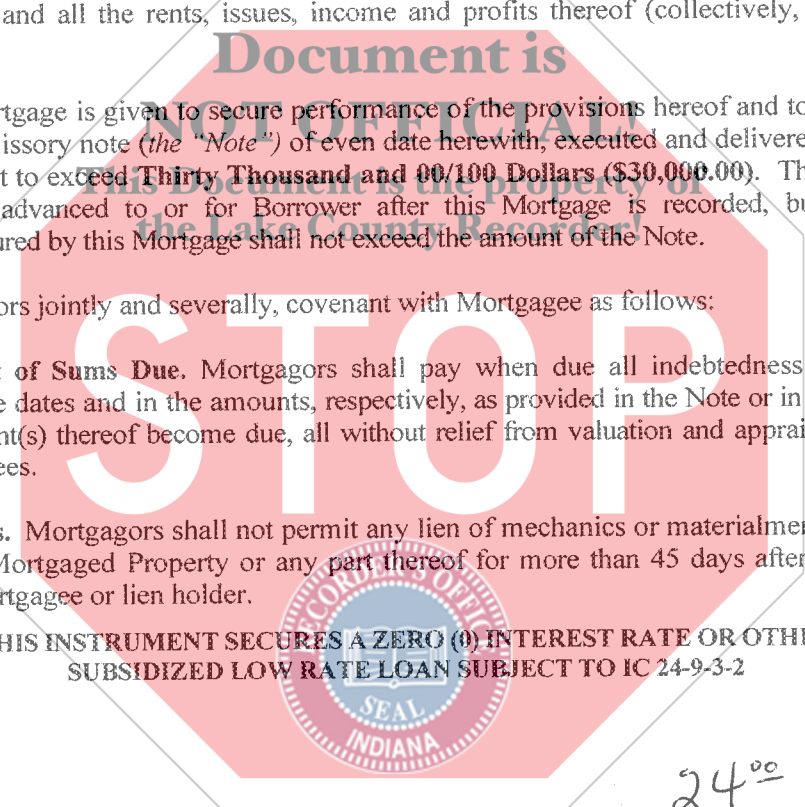 and all the rents, issues, income and profits thereof (collectively,
Document is
NOT OFFICIAL!
rtgage is given to secure performance of the provisions hereof and to
issory note (the "Note") of even date herewith, executed and delivere
t to exceed Thirty Thousand and 00/100 Dollars ($30,000.00). Th
This Document is the property of
advanced to or for Borrower after this Mortgage is recorded, bu
the Lake County Recorder!
ured by this Mortgage shall not exceed the amount of the Note.
ors jointly and severally, covenant with Mortgagee as follows:
STOP
t of Sums Due. Mortgagors shall pay when due all indebtedness
e dates and in the amounts, respectively, as provided in the Note or in
nt(s) thereof become due, all without relief from valuation and apprai
ees.
s. Mortgagors shall not permit any lien of mechanics or materialmen
Mortgaged Property or any part thereof for more than 45 days after
rtgagee or lien holder.
RECORDER'S OFFICE
HIS INSTRUMENT SECURES A ZERO (0) INTEREST RATE OR OTHE
SUBSIDIZED LOW RATE LOAN SUBJECT TO IC 24-9-3-2
SEAL
INDIANA
24⁰⁰